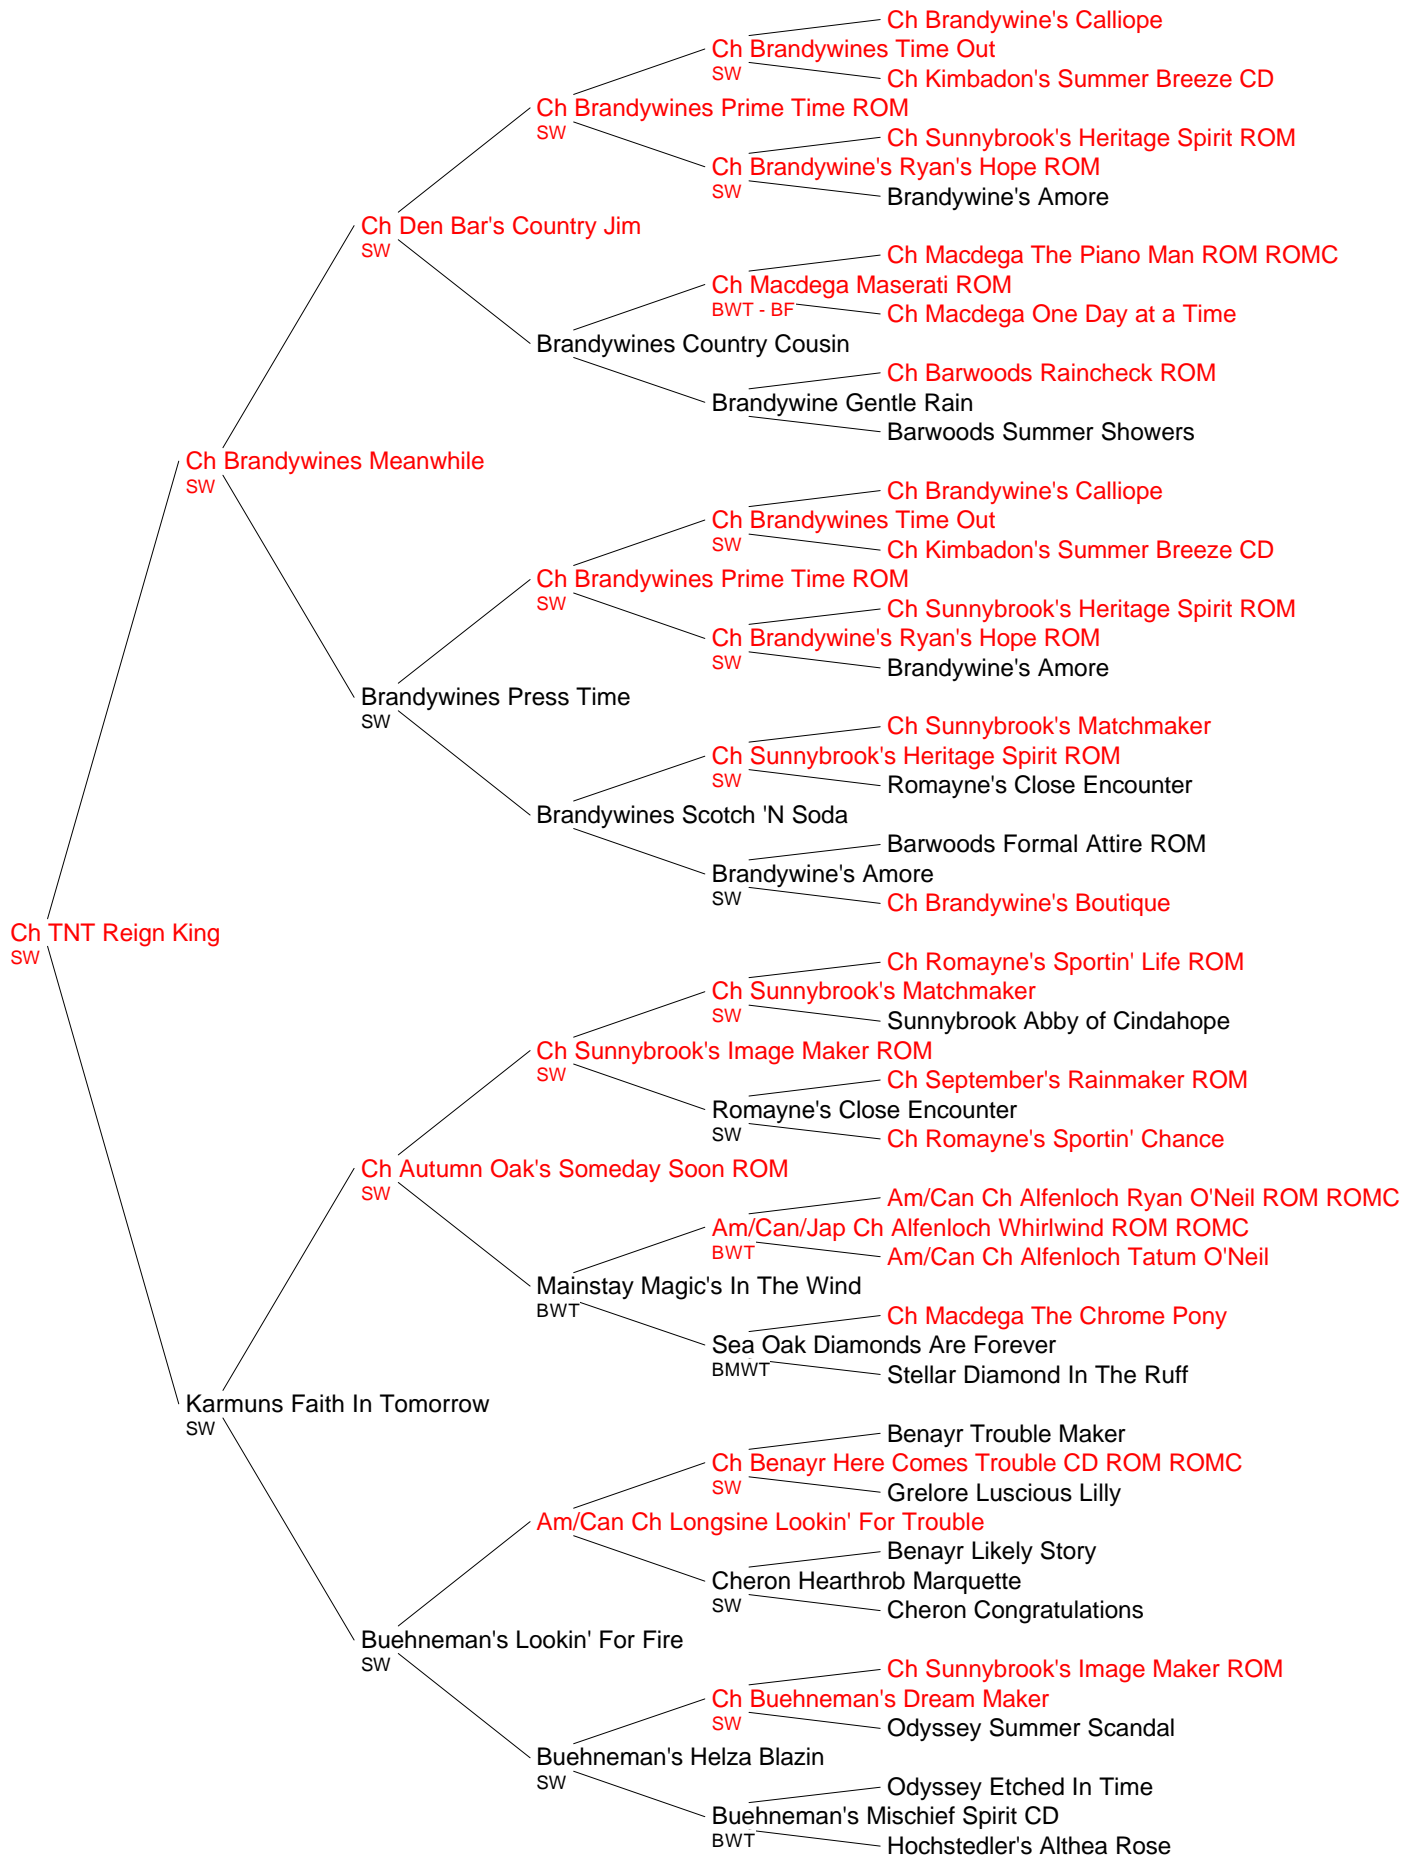 Ch Brandywine's Calliope
Ch Brandywines Time Out
SW
Ch Kimbadon's Summer Breeze CD
Ch Brandywines Prime Time ROM
SW
Ch Sunnybrook's Heritage Spirit ROM
Ch Brandywine's Ryan's Hope ROM
SW
Brandywine's Amore
Ch Den Bar's Country Jim
SW
Ch Macdega The Piano Man ROM ROMC
Ch Macdega Maserati ROM
BWT - BF
Ch Macdega One Day at a Time
Brandywines Country Cousin
Ch Barwoods Raincheck ROM
Brandywine Gentle Rain
Barwoods Summer Showers
Ch Brandywines Meanwhile
SW
Ch Brandywine's Calliope
Ch Brandywines Time Out
SW
Ch Kimbadon's Summer Breeze CD
Ch Brandywines Prime Time ROM
SW
Ch Sunnybrook's Heritage Spirit ROM
Ch Brandywine's Ryan's Hope ROM
SW
Brandywine's Amore
Brandywines Press Time
SW
Ch Sunnybrook's Matchmaker
Ch Sunnybrook's Heritage Spirit ROM
SW
Romayne's Close Encounter
Brandywines Scotch 'N Soda
Barwoods Formal Attire ROM
Brandywine's Amore
SW
Ch Brandywine's Boutique
Ch TNT Reign King
SW
Ch Romayne's Sportin' Life ROM
Ch Sunnybrook's Matchmaker
SW
Sunnybrook Abby of Cindahope
Ch Sunnybrook's Image Maker ROM
SW
Ch September's Rainmaker ROM
Romayne's Close Encounter
SW
Ch Romayne's Sportin' Chance
Ch Autumn Oak's Someday Soon ROM
SW
Am/Can Ch Alfenloch Ryan O'Neil ROM ROMC
Am/Can/Jap Ch Alfenloch Whirlwind ROM ROMC
BWT
Am/Can Ch Alfenloch Tatum O'Neil
Mainstay Magic's In The Wind
BWT
Ch Macdega The Chrome Pony
Sea Oak Diamonds Are Forever
BMWT
Stellar Diamond In The Ruff
Karmuns Faith In Tomorrow
SW
Benayr Trouble Maker
Ch Benayr Here Comes Trouble CD ROM ROMC
SW
Grelore Luscious Lilly
Am/Can Ch Longsine Lookin' For Trouble
Benayr Likely Story
Cheron Hearthrob Marquette
SW
Cheron Congratulations
Buehneman's Lookin' For Fire
SW
Ch Sunnybrook's Image Maker ROM
Ch Buehneman's Dream Maker
SW
Odyssey Summer Scandal
Buehneman's Helza Blazin
SW
Odyssey Etched In Time
Buehneman's Mischief Spirit CD
BWT
Hochstedler's Althea Rose